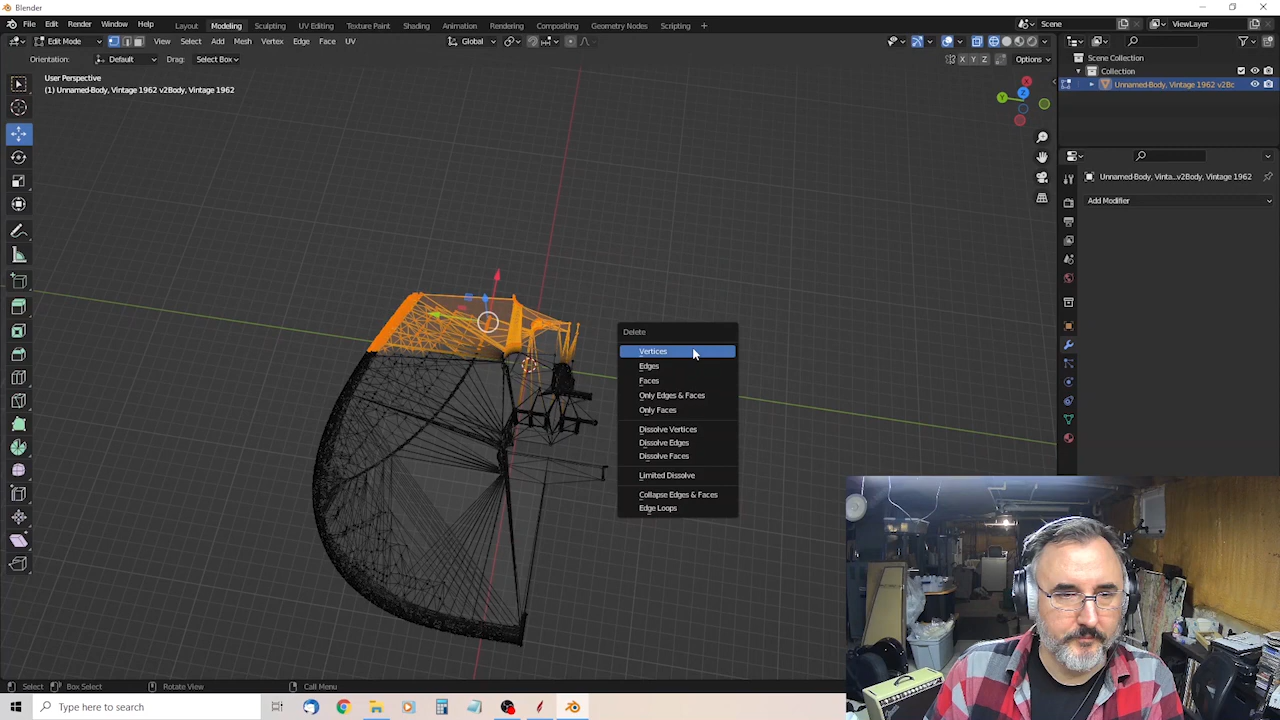 Blender
File Edit Render Window Help Layout Modeling Sculpting UV Editing Texture Paint Shading Animation Rendering Compositing Geometry Nodes Scripting + Scene ViewLayer
Edit Mode View Select Add Mesh Vertex Edge Face UV Global
Orientation: Default Drag: Select Box X Y Z Options
User Perspective
(1) Unnamed-Body, Vintage 1962 v2Body, Vintage 1962
Z
Y
X
Scene Collection
Collection
Unnamed-Body, Vintage 1962 v2Bc
Unnamed-Body, Vinta...v2Body, Vintage 1962
Add Modifier
Delete
Vertices
Edges
Faces
Only Edges & Faces
Only Faces
Dissolve Vertices
Dissolve Edges
Dissolve Faces
Limited Dissolve
Collapse Edges & Faces
Edge Loops
Select Box Select Rotate View Call Menu
Type here to search